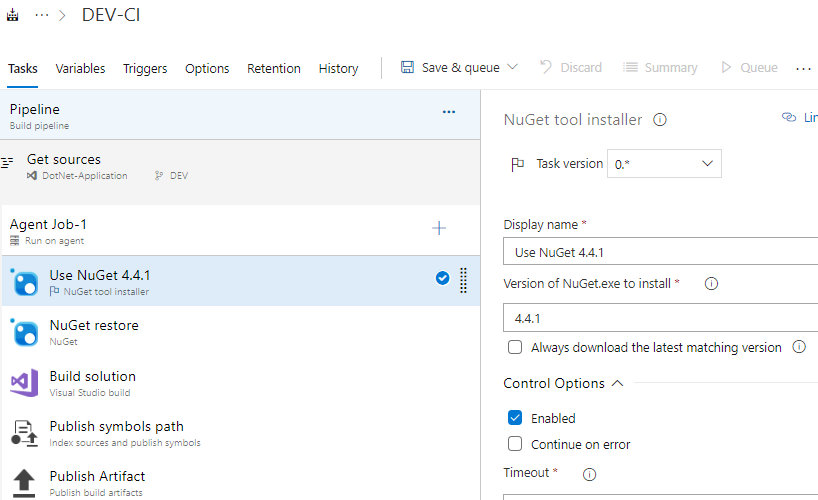 ··· > DEV-CI
Tasks Variables Triggers Options Retention History Save & queue Discard Summary Queue ...
Pipeline ...
Build pipeline
Get sources
DotNet-Application DEV
Agent Job-1
Run on agent
Use NuGet 4.4.1
NuGet tool installer
NuGet restore
NuGet
Build solution
Visual Studio build
Publish symbols path
Index sources and publish symbols
Publish Artifact
Publish build artifacts
NuGet tool installer Lin
Task version 0.*
Display name *
Use NuGet 4.4.1
Version of NuGet.exe to install *
4.4.1
Always download the latest matching version
Control Options
Enabled
Continue on error
Timeout *